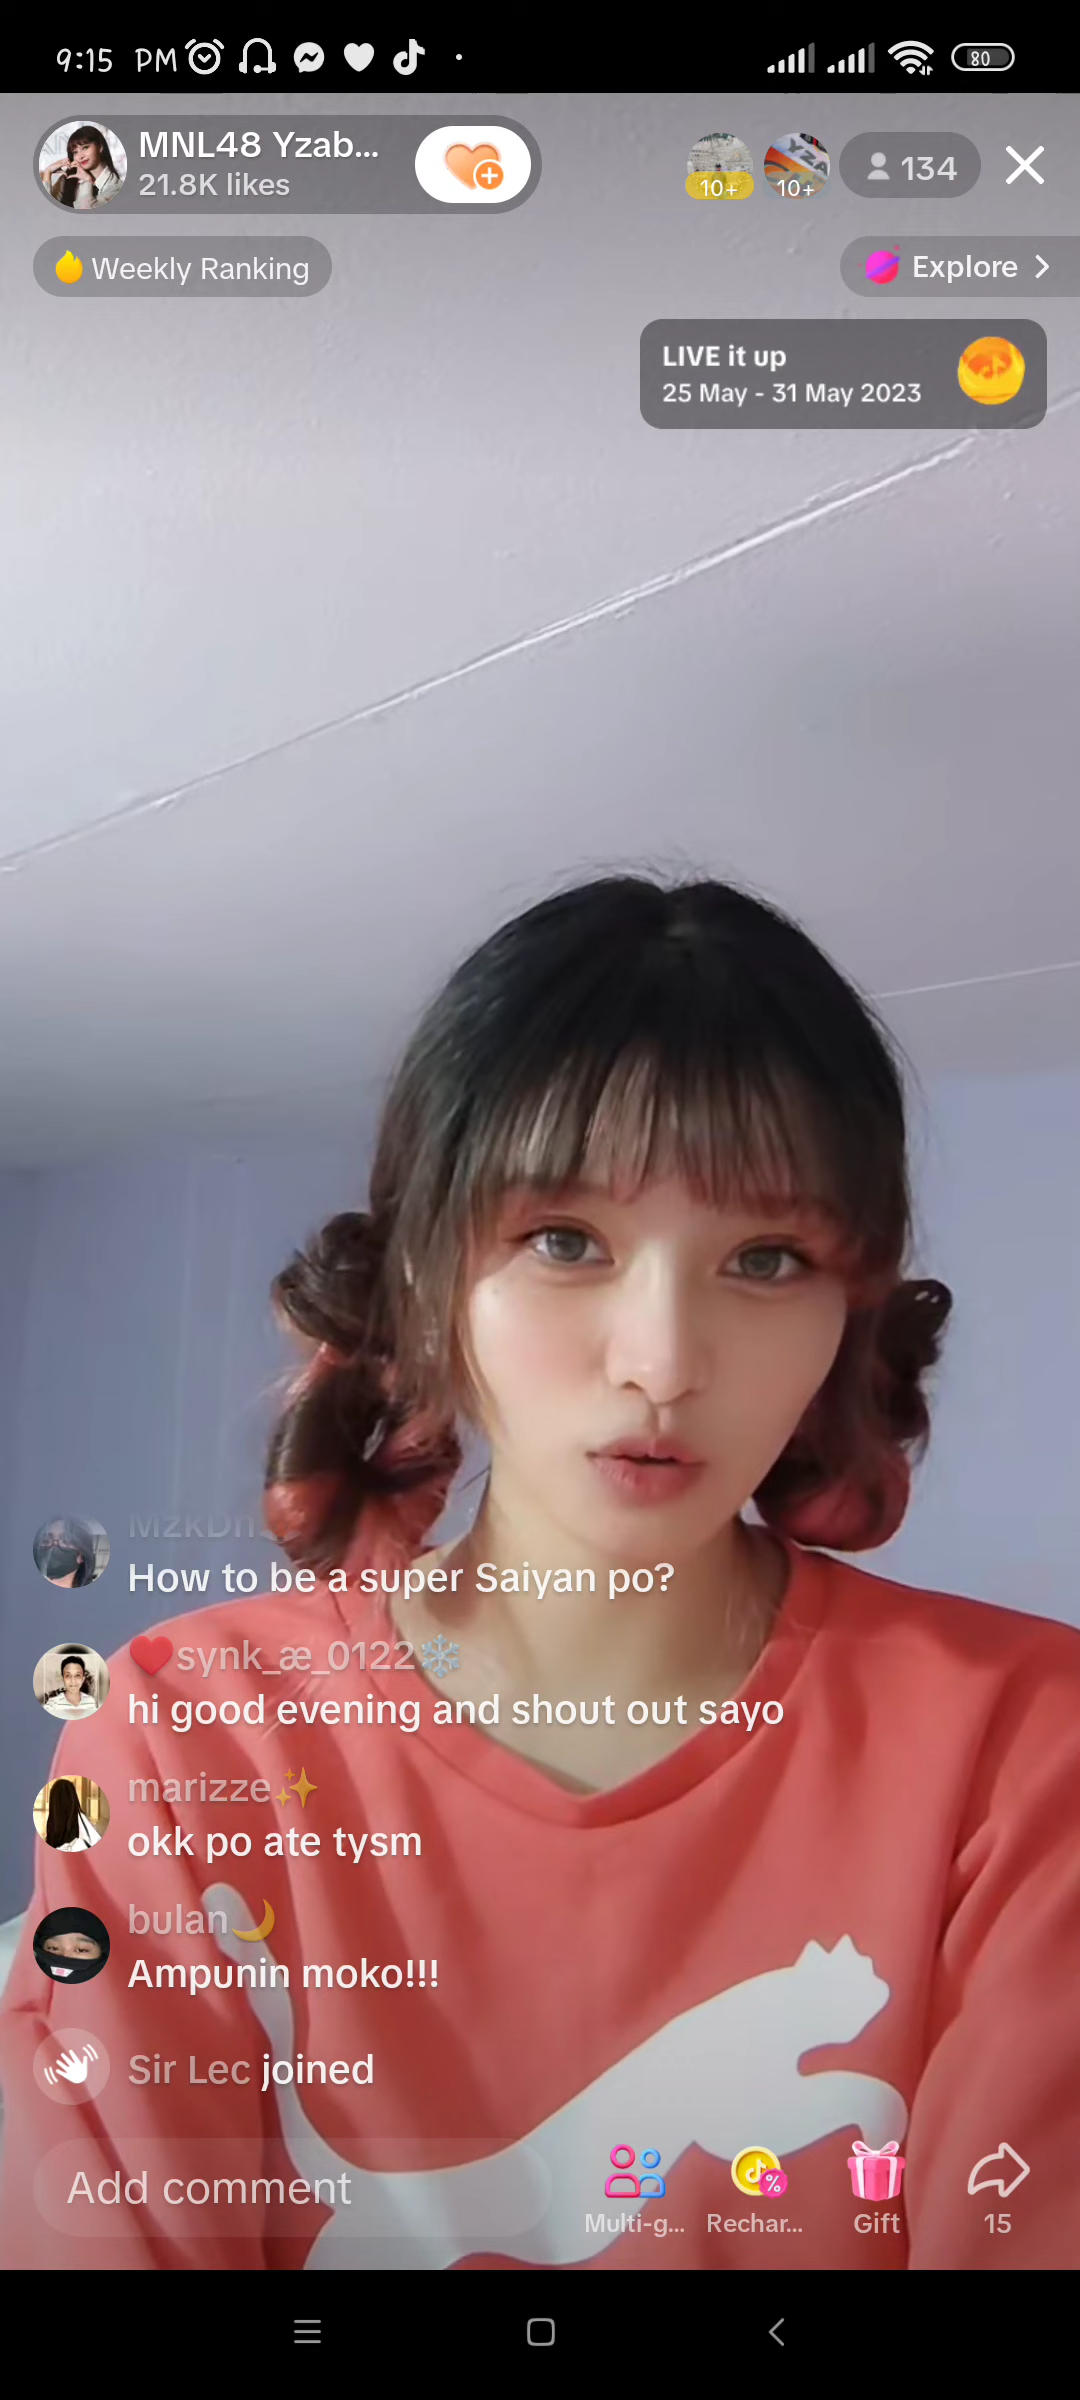 9:15 PM
80
MNL48 Yzab...
21.8K likes
10+
10+
134
Weekly Ranking
Explore
LIVE it up
25 May - 31 May 2023
MzkDn
How to be a super Saiyan po?
❤️synk_æ_0122❄️
hi good evening and shout out sayo
marizze✨
okk po ate tysm
bulan🌙
Ampunin moko!!!
Sir Lec joined
Add comment
Multi-g...
Rechar...
Gift
15